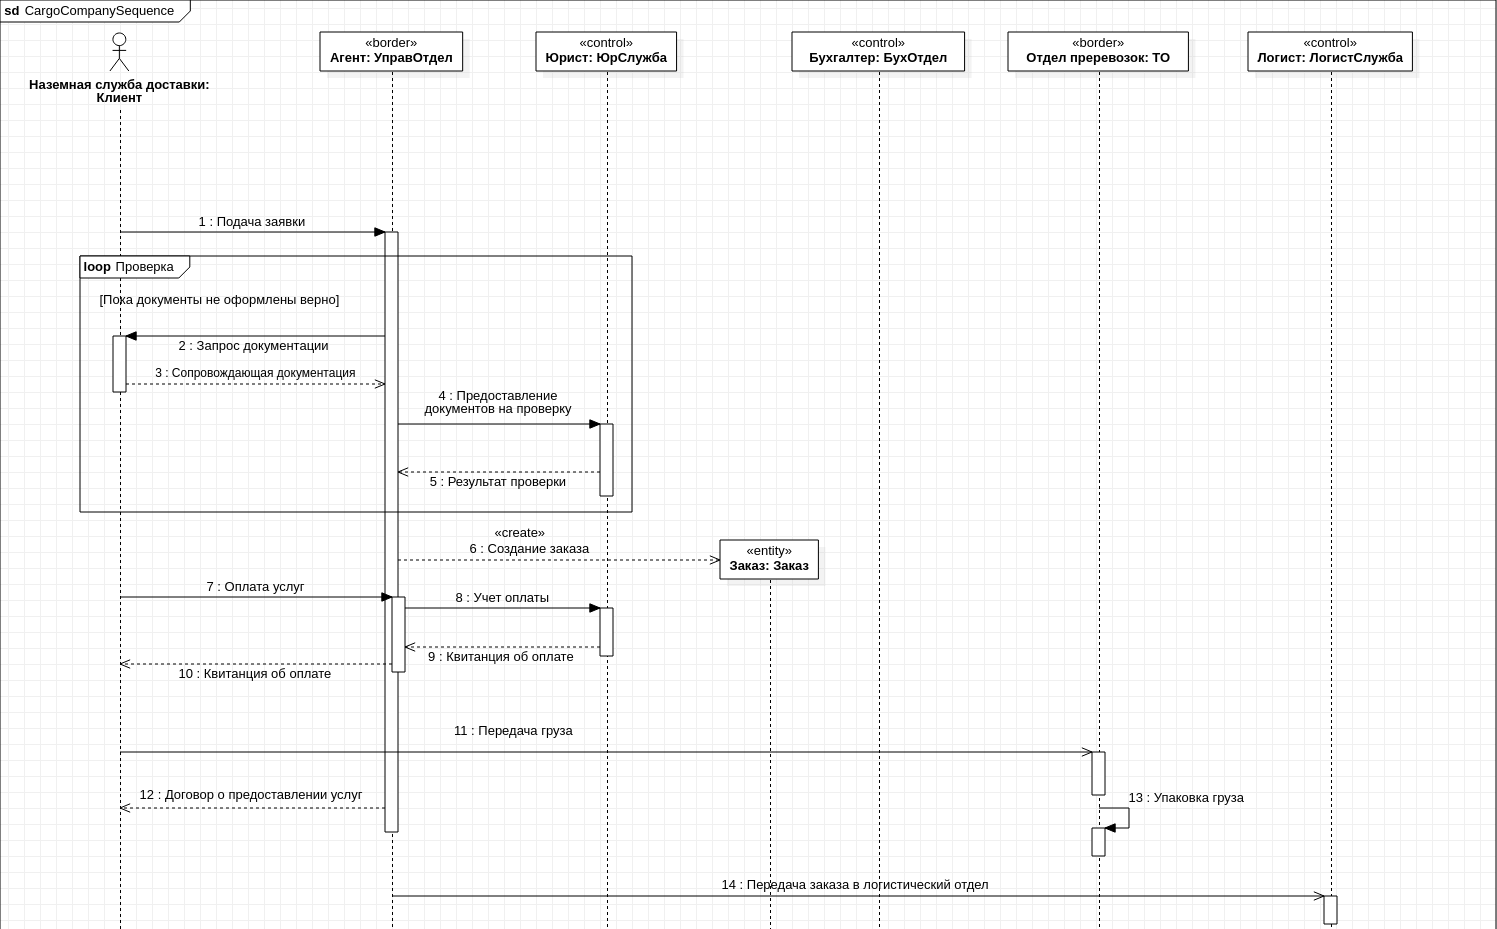 sd CargoCompanySequence
Наземная служба доставки:
Клиент
«border»
Агент: УправОтдел
«control»
Юрист: ЮрСлужба
«control»
Бухгалтер: БухОтдел
«border»
Отдел преревозок: ТО
«control»
Логист: ЛогистСлужба
1 : Подача заявки
loop Проверка
[Пока документы не оформлены верно]
2 : Запрос документации
3 : Сопровождающая документация
4 : Предоставление
документов на проверку
5 : Результат проверки
«create»
6 : Создание заказа
«entity»
Заказ: Заказ
7 : Оплата услуг
8 : Учет оплаты
9 : Квитанция об оплате
10 : Квитанция об оплате
11 : Передача груза
12 : Договор о предоставлении услуг
13 : Упаковка груза
14 : Передача заказа в логистический отдел